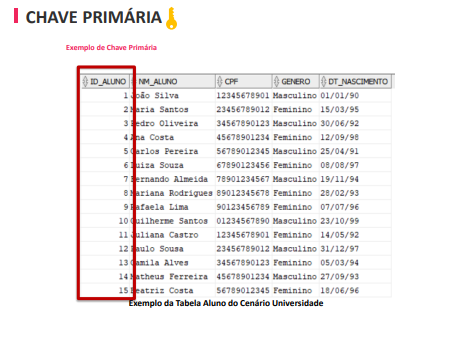 CHAVE PRIMÁRIA
Exemplo de Chave Primária
ID_ALUNO NM_ALUNO CPF GENERO DT_NASCIMENTO
1 João Silva 12345678901 Masculino 01/01/90
2 Maria Santos 23456789012 Feminino 15/03/95
3 Pedro Oliveira 34567890123 Masculino 30/06/92
4 Ana Costa 45678901234 Feminino 12/09/98
5 Carlos Pereira 56789012345 Masculino 25/04/91
6 Luiza Souza 67890123456 Feminino 08/08/97
7 Fernando Almeida 78901234567 Masculino 19/11/94
8 Mariana Rodrigues 89012345678 Feminino 28/02/93
9 Rafaela Lima 90123456789 Feminino 07/07/96
10 Guilherme Santos 01234567890 Masculino 23/10/99
11 Juliana Castro 12345678901 Feminino 14/05/92
12 Paulo Sousa 23456789012 Masculino 31/12/97
13 Camila Alves 34567890123 Feminino 05/03/94
14 Matheus Ferreira 45678901234 Masculino 27/09/93
15 Beatriz Costa 56789012345 Feminino 18/06/96
Exemplo da Tabela Aluno do Cenário Universidade